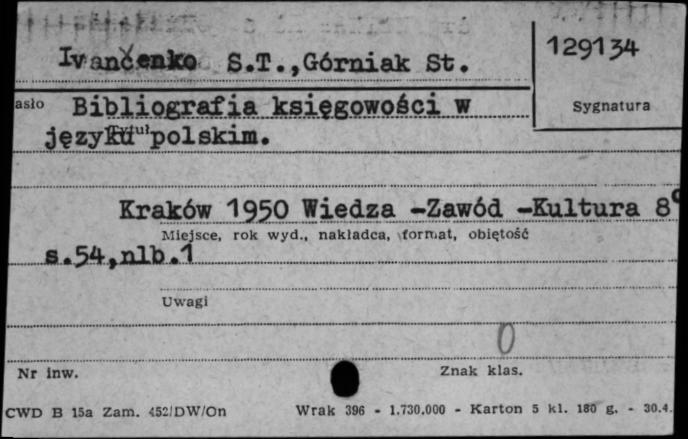 Ivančenko S.T.,Górniak St.
129134
Sygnatura
asło Bibliografia księgowości w
języku polskim.
Tytuł
Kraków 1950 Wiedza -Zawód -Kultura 8°
Miejsce, rok wyd., nakładca, format, objętość
s.54,nlb.1
Uwagi
0
Nr inw.
Znak klas.
CWD B 15a Zam. 452/DW/On Wrak 396 - 1.730.000 - Karton 5 kl. 180 g. - 30.4.